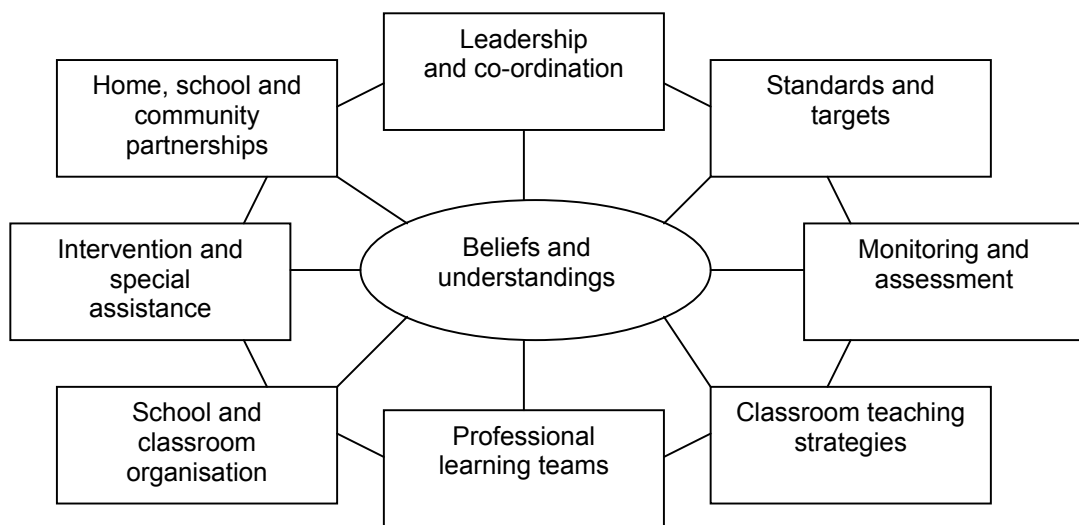 Leadership
and co-ordination
Home, school and
community
partnerships
Standards and
targets
Intervention and
special
assistance
Beliefs and
understandings
Monitoring and
assessment
School and
classroom
organisation
Professional
learning teams
Classroom teaching
strategies